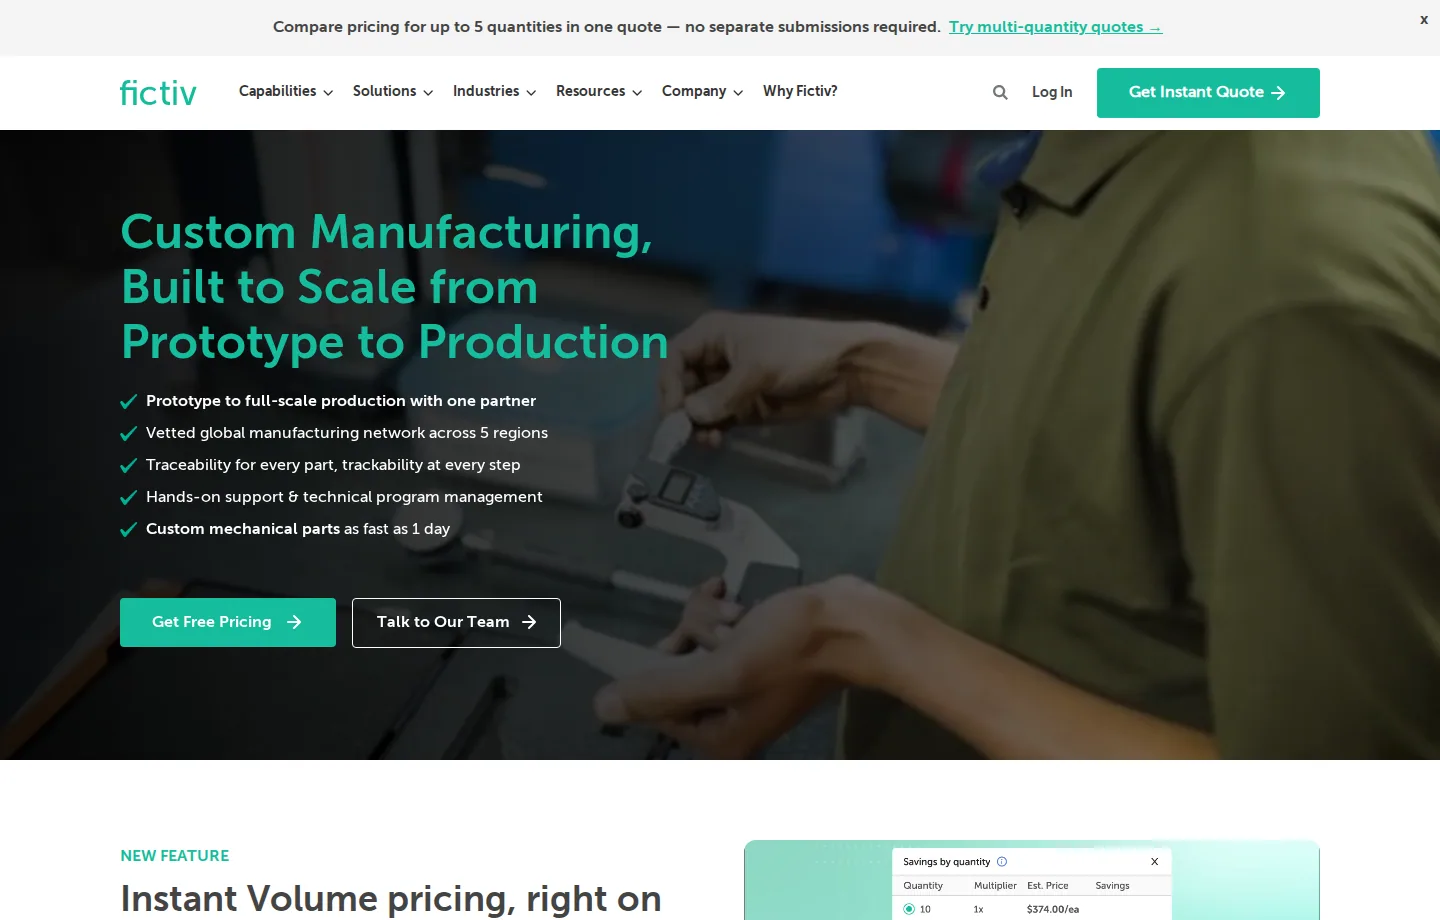 Compare pricing for up to 5 quantities in one quote — no separate submissions required. Try multi-quantity quotes →
x
fictiv
Capabilities
Solutions
Industries
Resources
Company
Why Fictiv?
Log In
Get Instant Quote →
Custom Manufacturing,
Built to Scale from
Prototype to Production
Prototype to full-scale production with one partner
Vetted global manufacturing network across 5 regions
Traceability for every part, trackability at every step
Hands-on support & technical program management
Custom mechanical parts as fast as 1 day
Get Free Pricing →
Talk to Our Team →
NEW FEATURE
Instant Volume pricing, right on
Savings by quantity
X
Quantity Multiplier Est. Price Savings
10 1x $374.00/ea